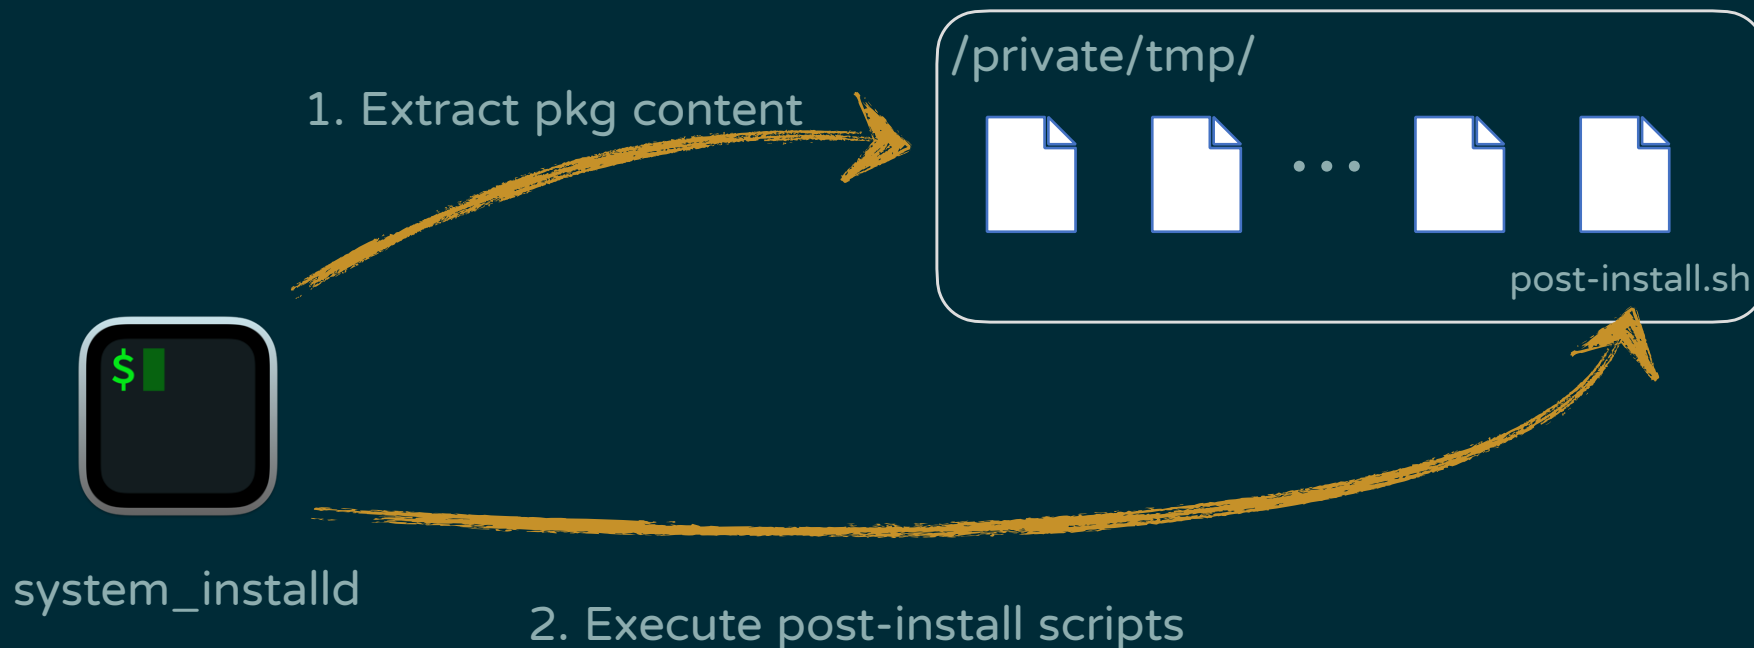 /private/tmp/
1. Extract pkg content
...
post-install.sh
$
system_installd
2. Execute post-install scripts